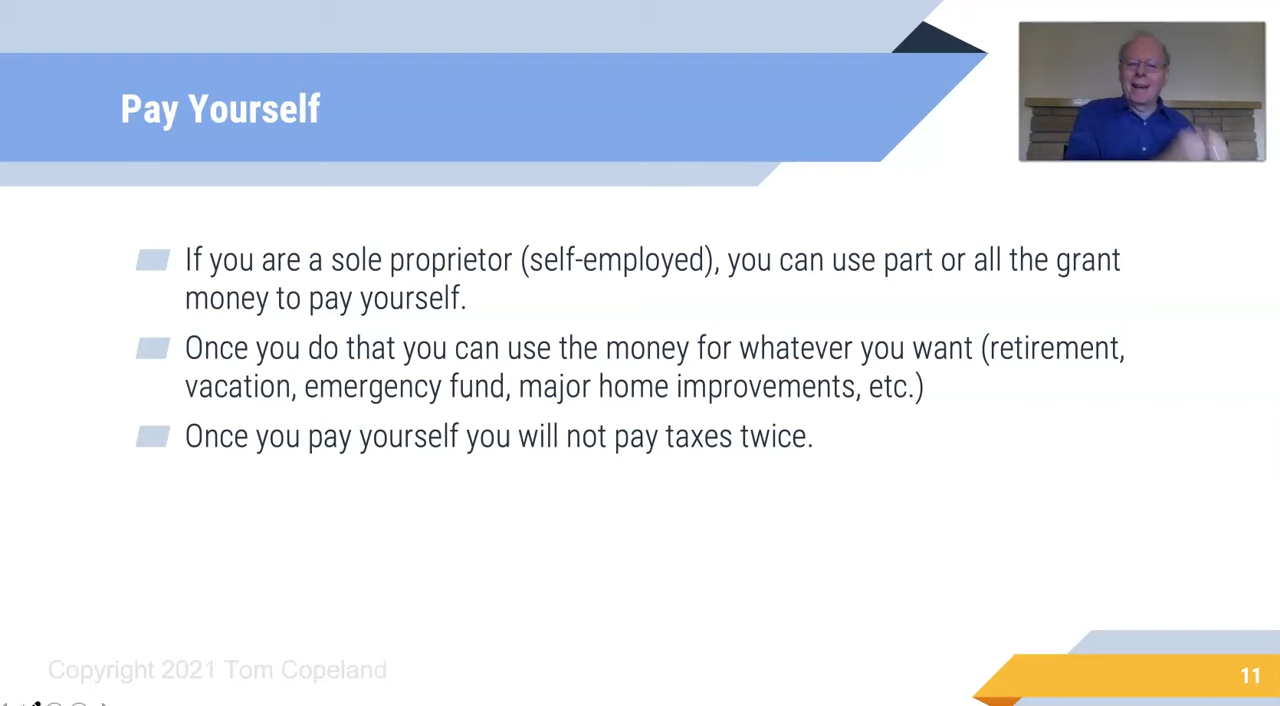 Pay Yourself
If you are a sole proprietor (self-employed), you can use part or all the grant
money to pay yourself.
Once you do that you can use the money for whatever you want (retirement,
vacation, emergency fund, major home improvements, etc.)
Once you pay yourself you will not pay taxes twice.
Copyright 2021 Tom Copeland
11